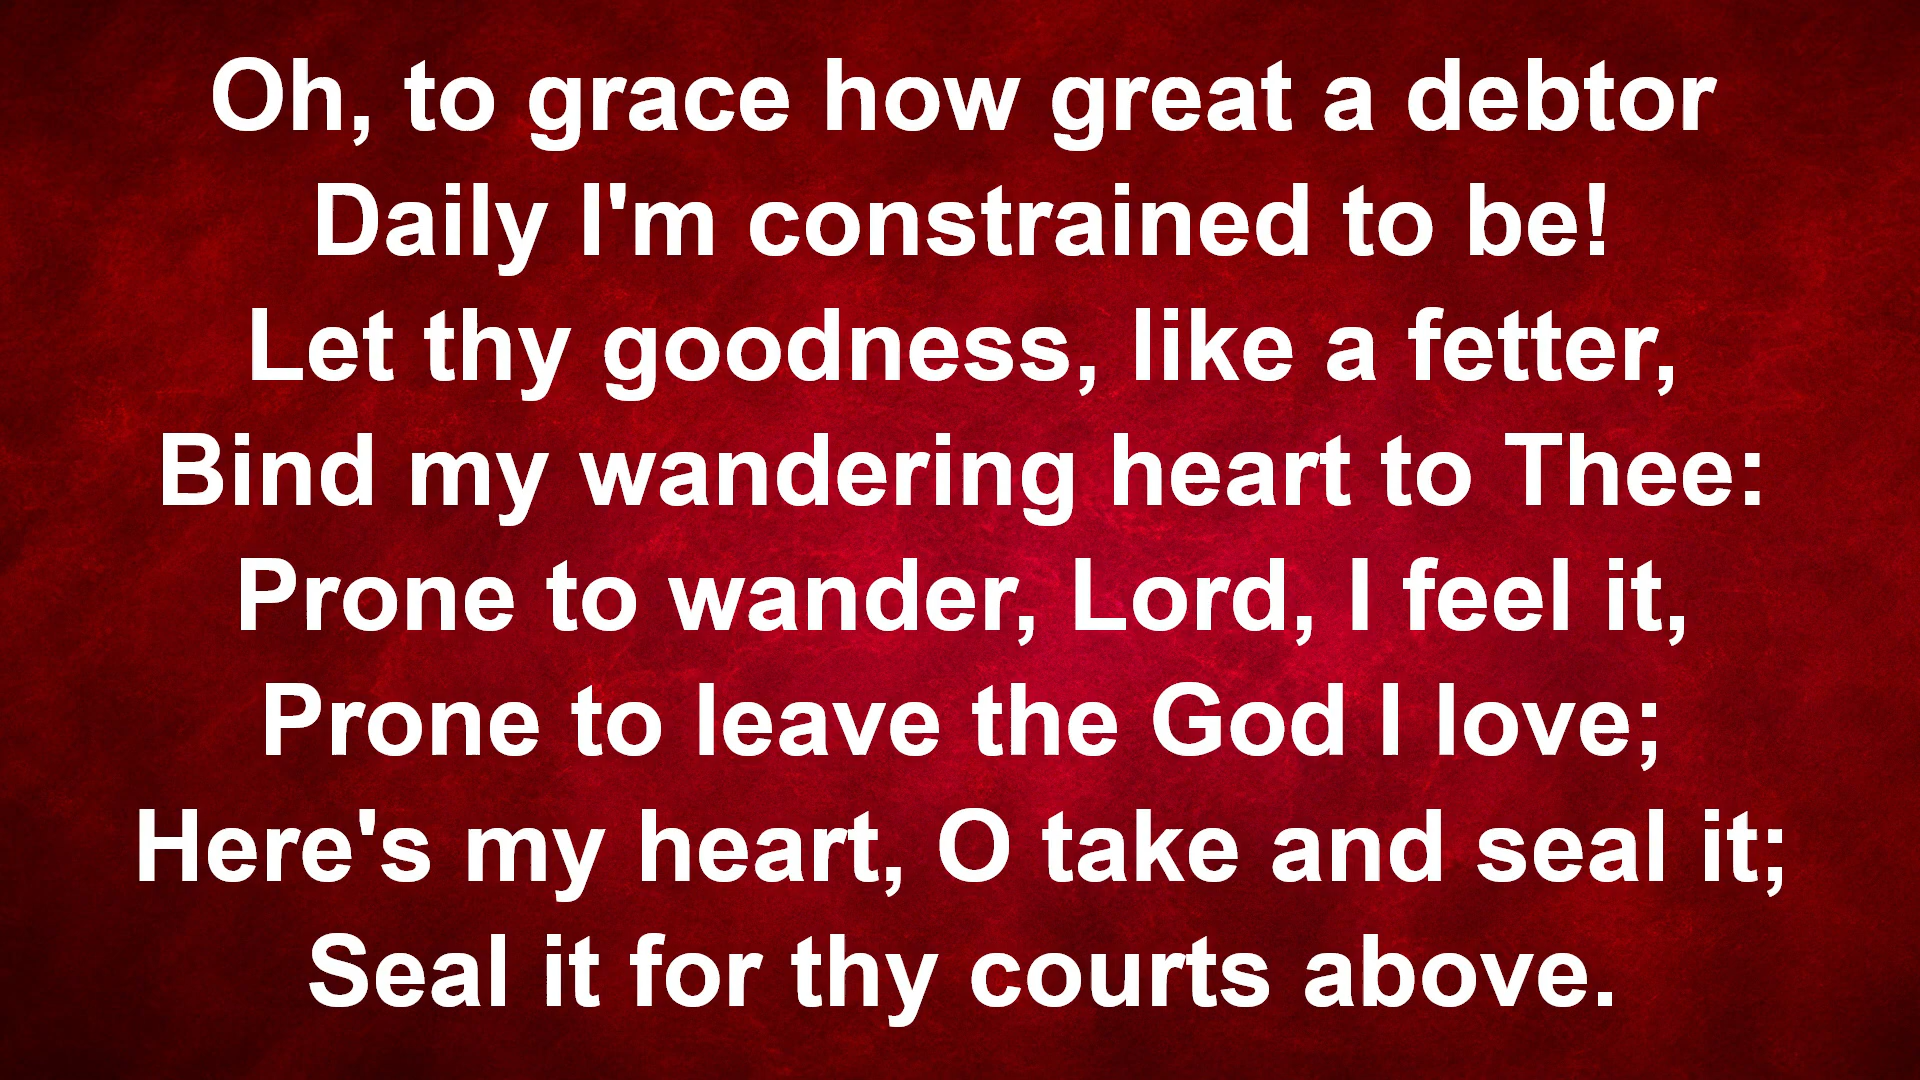 Oh, to grace how great a debtor
Daily I'm constrained to be!
Let thy goodness, like a fetter,
Bind my wandering heart to Thee:
Prone to wander, Lord, I feel it,
Prone to leave the God I love;
Here's my heart, O take and seal it;
Seal it for thy courts above.